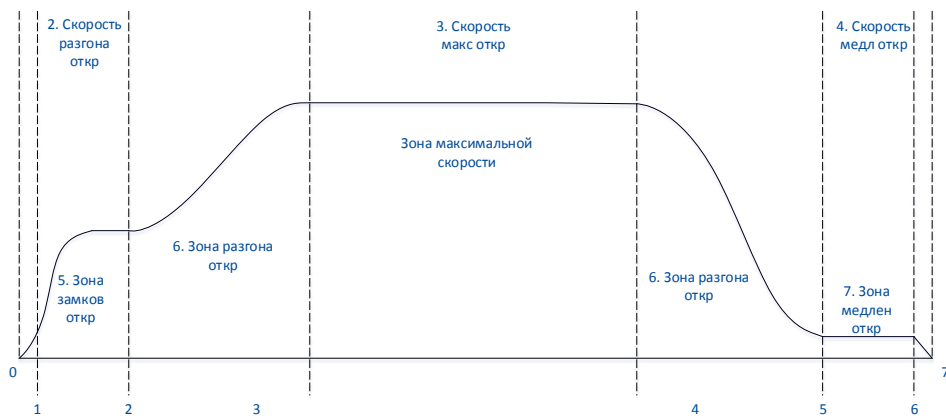 2. Скорость
разгона
откр
3. Скорость
макс откр
4. Скорость
медл откр
Зона максимальной
скорости
6. Зона разгона
откр
5. Зона
замков
откр
6. Зона разгона
откр
7. Зона
медлен
откр
0
7
1
2
3
4
5
6